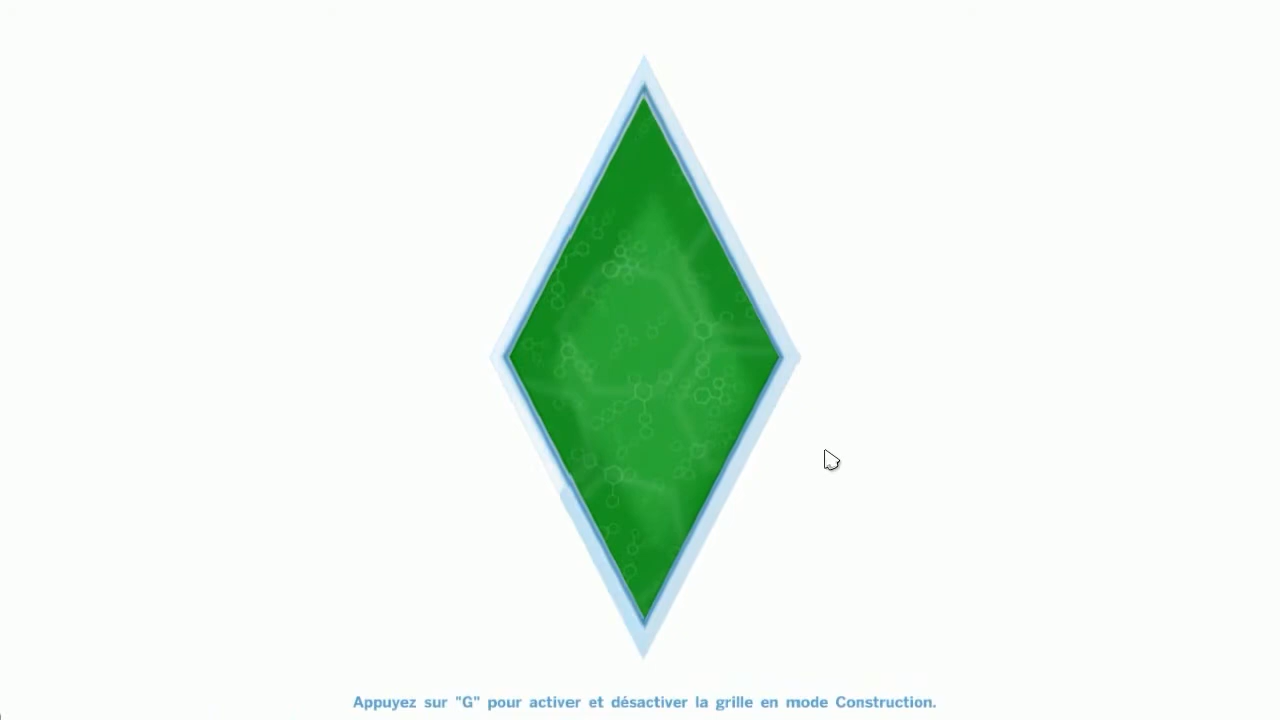 Appuyez sur "G" pour activer et désactiver la grille en mode Construction.